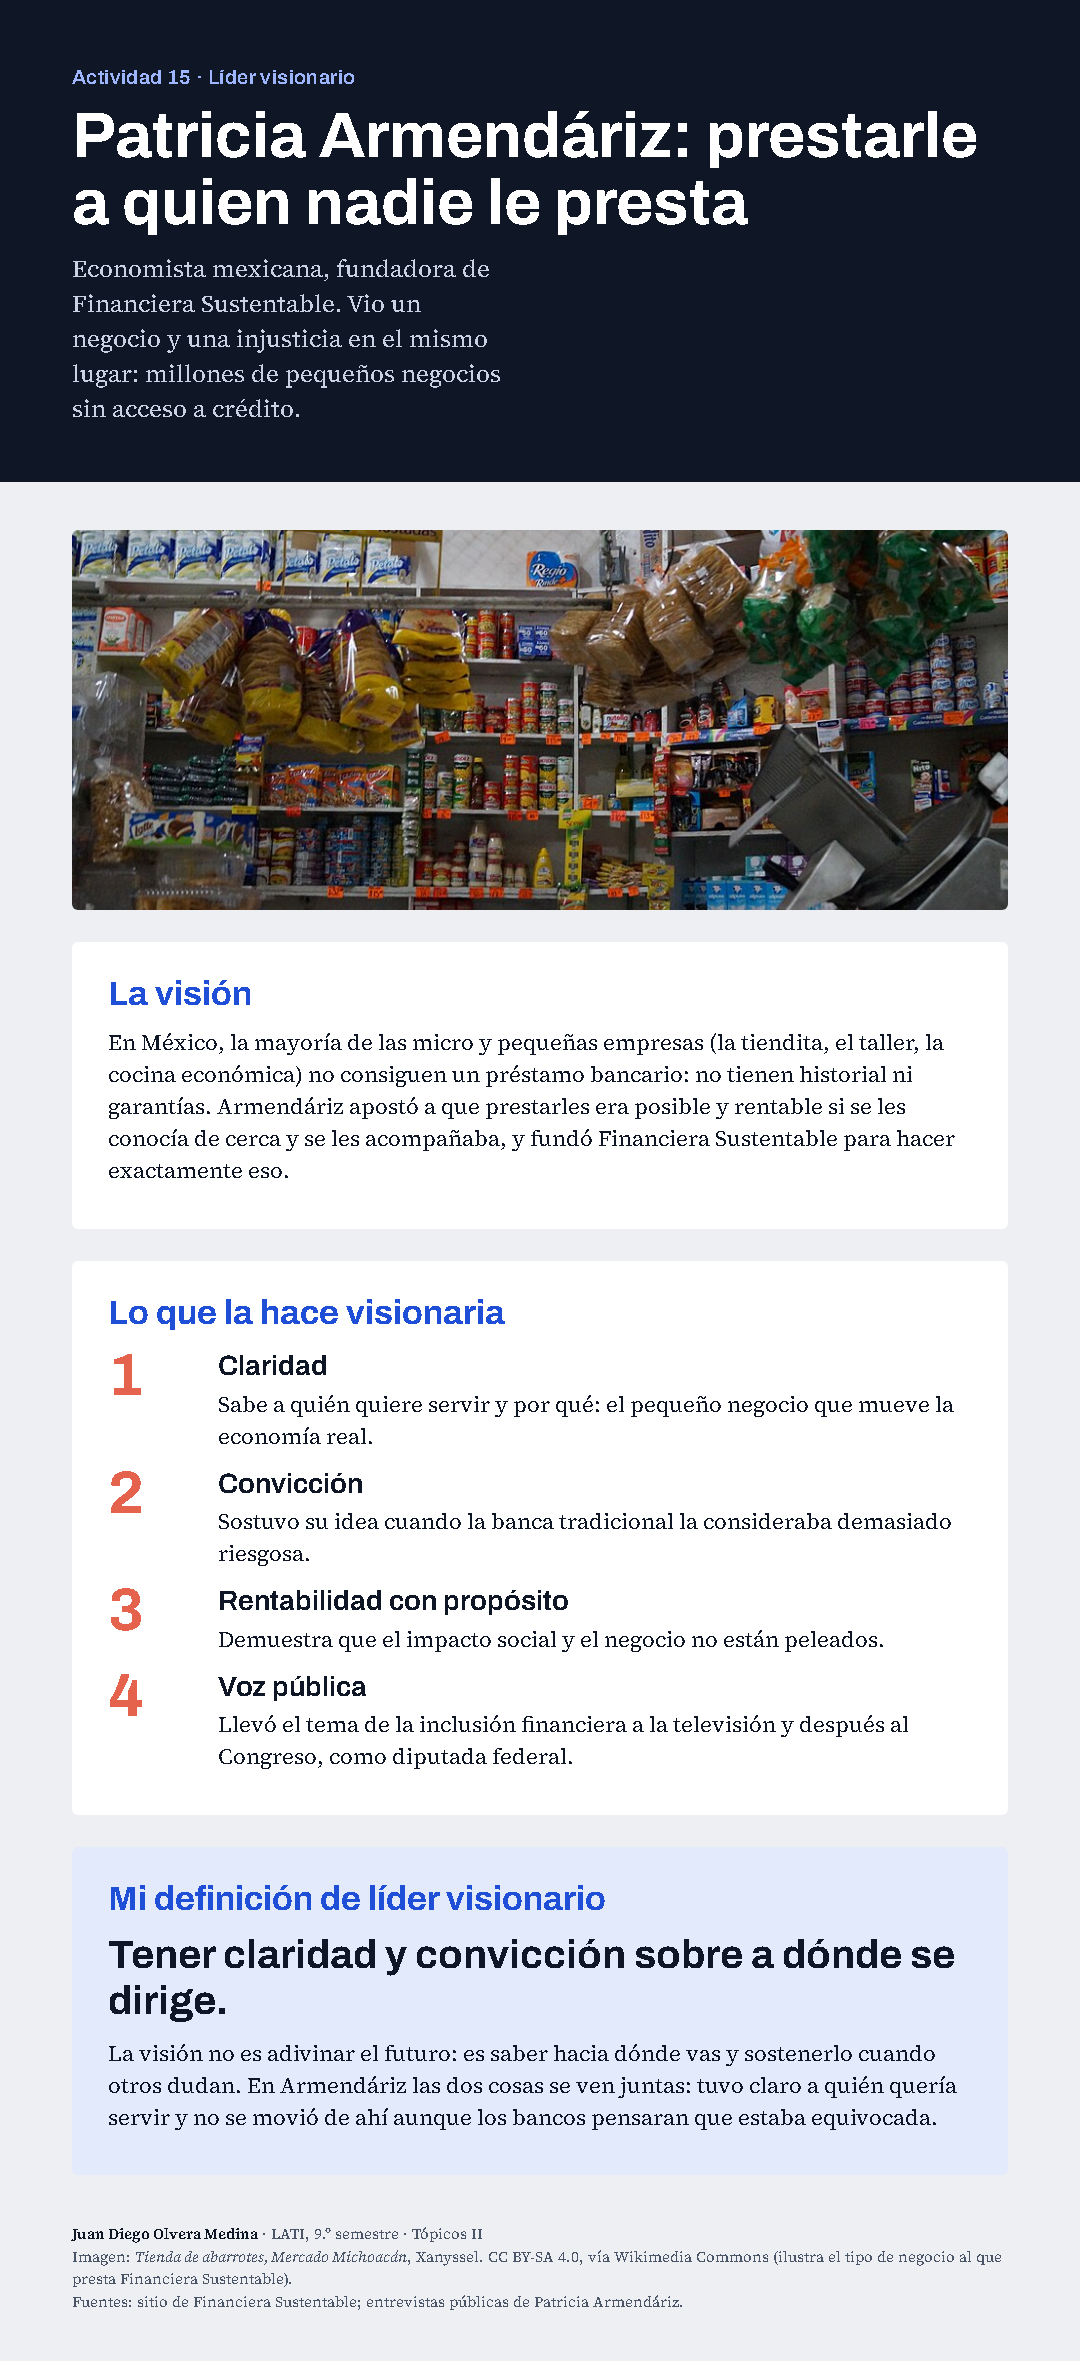 Actividad 15 · Líder visionario
Patricia Armendáriz: prestarle
a quien nadie le presta
Economista mexicana, fundadora de
Financiera Sustentable. Vio un
negocio y una injusticia en el mismo
lugar: millones de pequeños negocios
sin acceso a crédito.
Petalo Petalo Petalo Petalo Petalo Petalo Petalo
Regio
Rinde
nutella
Lytte
La visión
En México, la mayoría de las micro y pequeñas empresas (la tiendita, el taller, la
cocina económica) no consiguen un préstamo bancario: no tienen historial ni
garantías. Armendáriz apostó a que prestarles era posible y rentable si se les
conocía de cerca y se les acompañaba, y fundó Financiera Sustentable para hacer
exactamente eso.
Lo que la hace visionaria
1
Claridad
Sabe a quién quiere servir y por qué: el pequeño negocio que mueve la
economía real.
2
Convicción
Sostuvo su idea cuando la banca tradicional la consideraba demasiado
riesgosa.
3
Rentabilidad con propósito
Demuestra que el impacto social y el negocio no están peleados.
4
Voz pública
Llevó el tema de la inclusión financiera a la televisión y después al
Congreso, como diputada federal.
Mi definición de líder visionario
Tener claridad y convicción sobre a dónde se
dirige.
La visión no es adivinar el futuro: es saber hacia dónde vas y sostenerlo cuando
otros dudan. En Armendáriz las dos cosas se ven juntas: tuvo claro a quién quería
servir y no se movió de ahí aunque los bancos pensaran que estaba equivocada.
Juan Diego Olvera Medina · LATI, 9.º semestre · Tópicos II
Imagen: Tienda de abarrotes, Mercado Michoacán, Xanyssel. CC BY-SA 4.0, vía Wikimedia Commons (ilustra el tipo de negocio al que
presta Financiera Sustentable).
Fuentes: sitio de Financiera Sustentable; entrevistas públicas de Patricia Armendáriz.